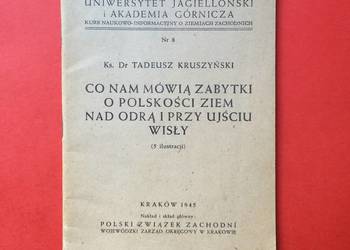 UNIWERSYTET JAGIELLOŃSKI
i AKADEMIA GÓRNICZA
KURS NAUKOWO-INFORMACYJNY O ZIEMIACH ZACHODNICH
Nr 8
Ks. Dr TADEUSZ KRUSZYŃSKI
CO NAM MÓWIĄ ZABYTKI
O POLSKOŚCI ZIEM
NAD ODRĄ I PRZY UJŚCIU
WISŁY
(5 ilustracji)
KRAKÓW 1945
Nakład i skład główny:
POLSKI ZWIĄZEK ZACHODNI
WOJEWÓDZKI ZARZĄD OKRĘGOWY W KRAKOWIE